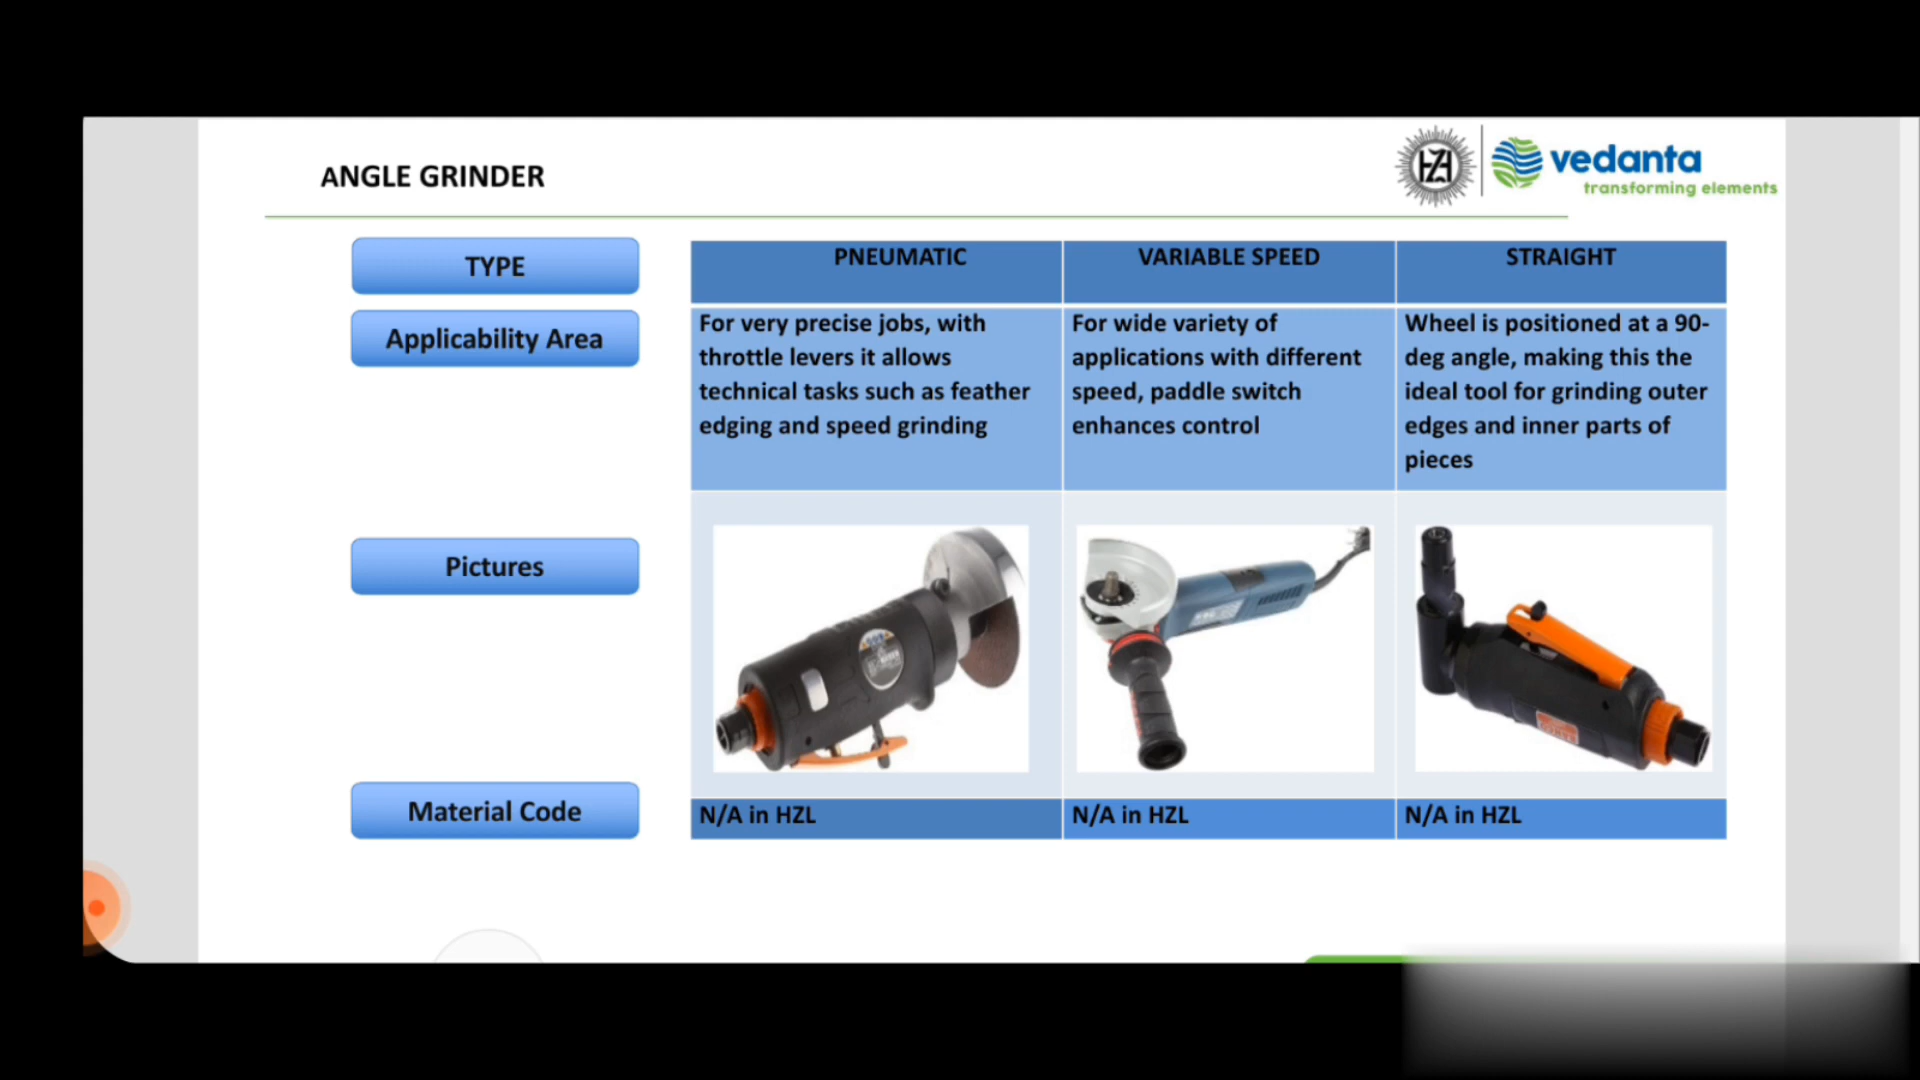 ANGLE GRINDER
HZL
vedanta
transforming elements
TYPE
PNEUMATIC
VARIABLE SPEED
STRAIGHT
Applicability Area
For very precise jobs, with
throttle levers it allows
technical tasks such as feather
edging and speed grinding
For wide variety of
applications with different
speed, paddle switch
enhances control
Wheel is positioned at a 90-
deg angle, making this the
ideal tool for grinding outer
edges and inner parts of
pieces
Pictures
Material Code
N/A in HZL
N/A in HZL
N/A in HZL